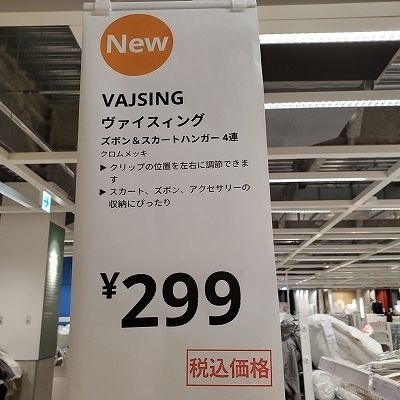 New
VAJSING
ヴァイスィング
ズボン＆スカートハンガー 4連
クロムメッキ
▶ クリップの位置を左右に調節できま
す
▶ スカート、ズボン、アクセサリーの
収納にぴったり
¥299
税込価格